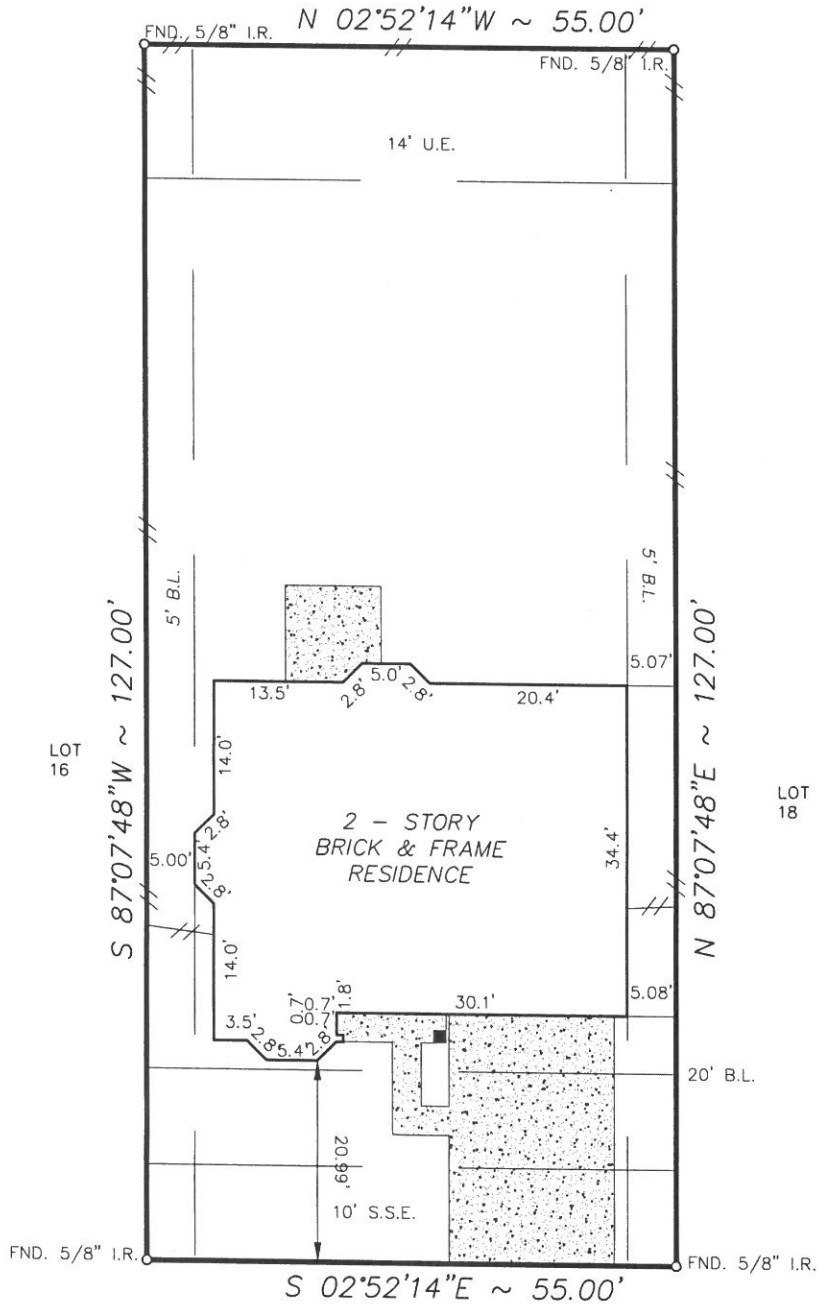 N 02°52'14"W ~ 55.00'
FND. 5/8" I.R.
FND. 5/8" I.R.
14' U.E.
5' B.L.
5' B.L.
S 87°07'48"W ~ 127.00'
N 87°07'48"E ~ 127.00'
5.07'
13.5'
2.8'
5.0'
2.8'
20.4'
14.0'
LOT
16
LOT
18
2.8'
5.4'
2.8'
5.00'
2 - STORY
BRICK & FRAME
RESIDENCE
34.4'
14.0'
5.08'
3.5'
2.8'
5.4'
2.8'
0.7'
0.7'
0.7'
1.8'
30.1'
20' B.L.
20.99'
10' S.S.E.
FND. 5/8" I.R.
FND. 5/8" I.R.
S 02°52'14"E ~ 55.00'